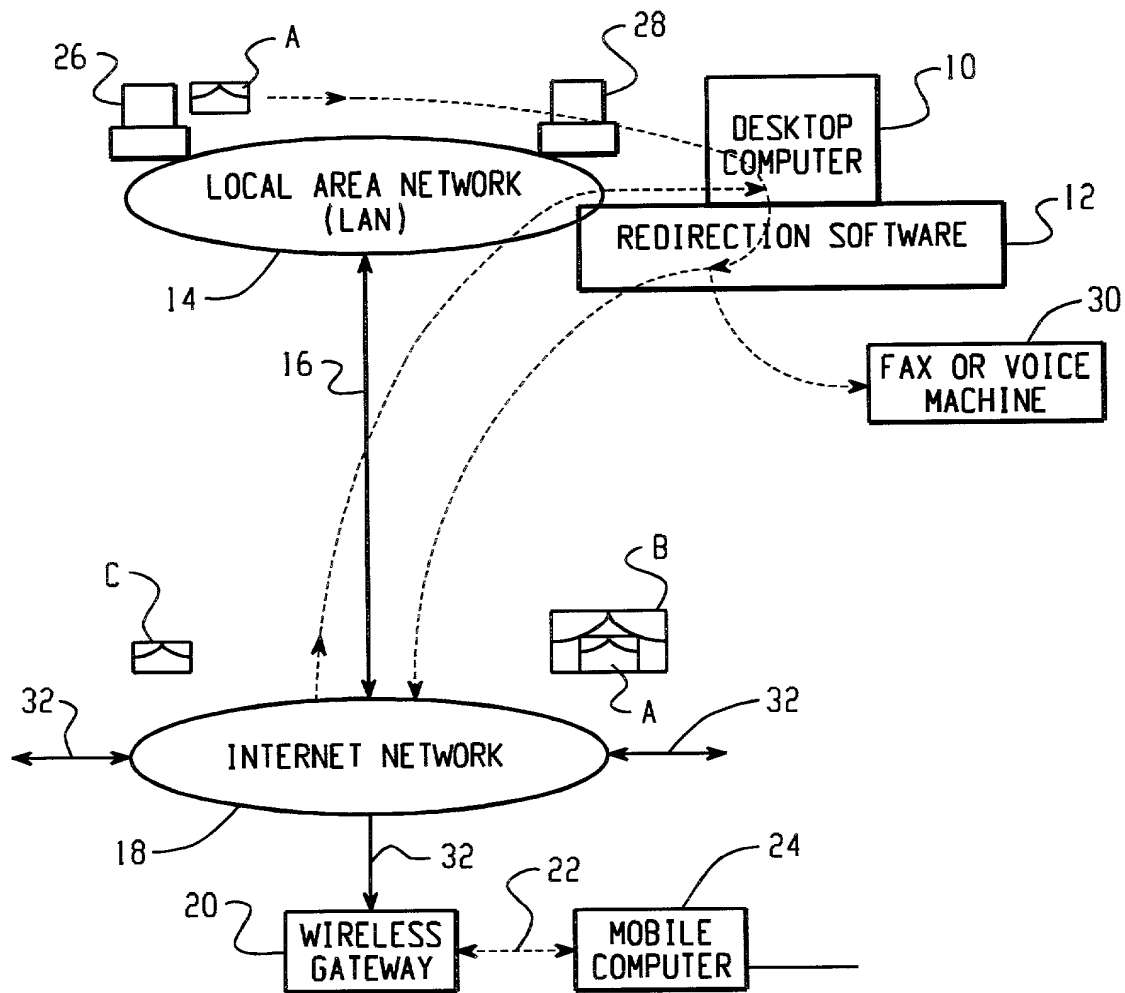 26
A
28
10
DESKTOP
COMPUTER
LOCAL AREA NETWORK
(LAN)
12
REDIRECTION SOFTWARE
14
30
16
FAX OR VOICE
MACHINE
C
B
A
32
32
INTERNET NETWORK
18
32
22
24
20
WIRELESS
GATEWAY
MOBILE
COMPUTER